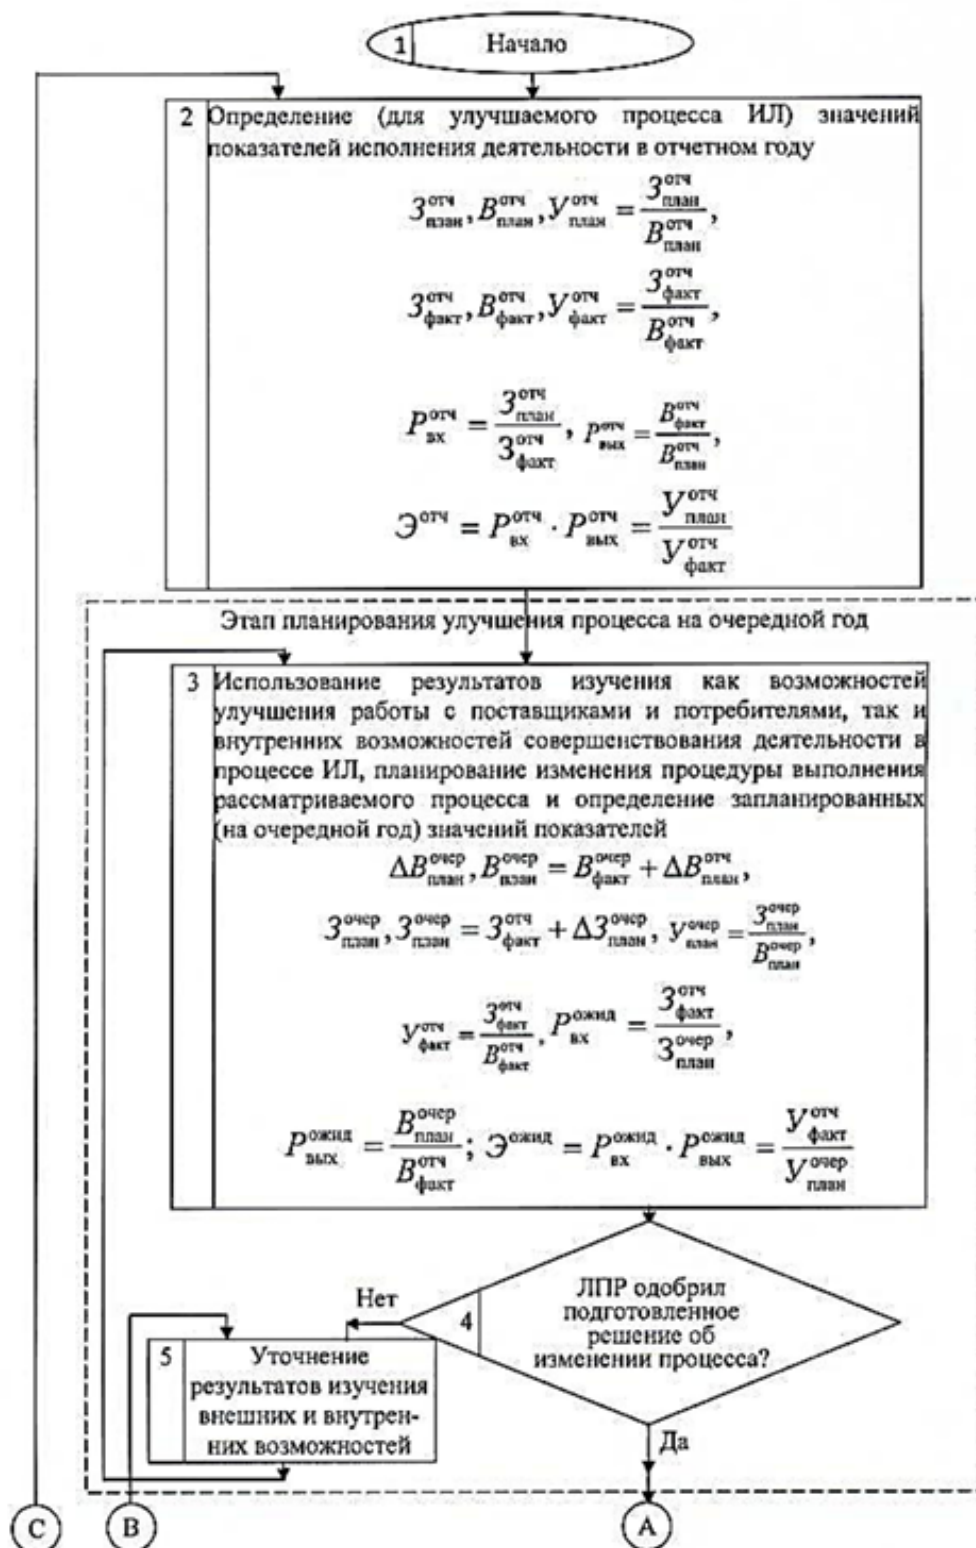 1 Начало
2 Определение (для улучшаемого процесса ИЛ) значений
показателей исполнения деятельности в отчетном году
З^отч_план, В^отч_план, У^отч_план = З^отч_план / В^отч_план,
З^отч_факт, В^отч_факт, У^отч_факт = З^отч_факт / В^отч_факт,
Р^отч_вх = З^отч_план / З^отч_факт, Р^отч_вых = В^отч_факт / В^отч_план,
Э^отч = Р^отч_вх · Р^отч_вых = У^отч_план / У^отч_факт
Этап планирования улучшения процесса на очередной год
3 Использование результатов изучения как возможностей
улучшения работы с поставщиками и потребителями, так и
внутренних возможностей совершенствования деятельности в
процессе ИЛ, планирование изменения процедуры выполнения
рассматриваемого процесса и определение запланированных
(на очередной год) значений показателей
ΔВ^очер_план, В^очер_план = В^очер_факт + ΔВ^отч_план,
З^очер_план, З^очер_план = З^отч_факт + ΔЗ^очер_план, У^очер_план = З^очер_план / В^очер_план,
У^отч_факт = З^отч_факт / В^отч_факт, Р^ожид_вх = З^отч_факт / З^очер_план,
Р^ожид_вых = В^очер_план / В^отч_факт; Э^ожид = Р^ожид_вх · Р^ожид_вых = У^отч_факт / У^очер_план
4 ЛПР одобрил
подготовленное
решение об
изменении процесса?
Нет
5 Уточнение
результатов изучения
внешних и внутрен-
них возможностей
Да
С
В
А